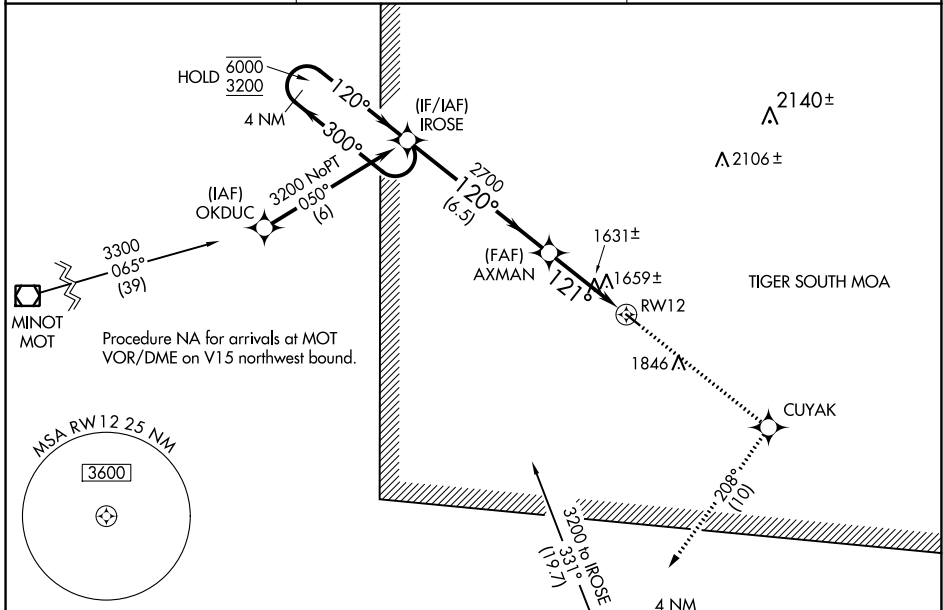 HOLD 6000
3200
4 NM
120°
300°
(IF/IAF)
IROSE
3200 NoPT
050°
(6)
(IAF)
OKDUC
3300
065°
(39)
MINOT
MOT
Procedure NA for arrivals at MOT
VOR/DME on V15 northwest bound.
2700
120°
(6.5)
(FAF)
AXMAN
121°
1631±
1659±
RW12
2140±
2106±
TIGER SOUTH MOA
1846
CUYAK
208°
(10)
MSA RW12 25 NM
3600
3200 to IROSE
331°
(19.7)
4 NM